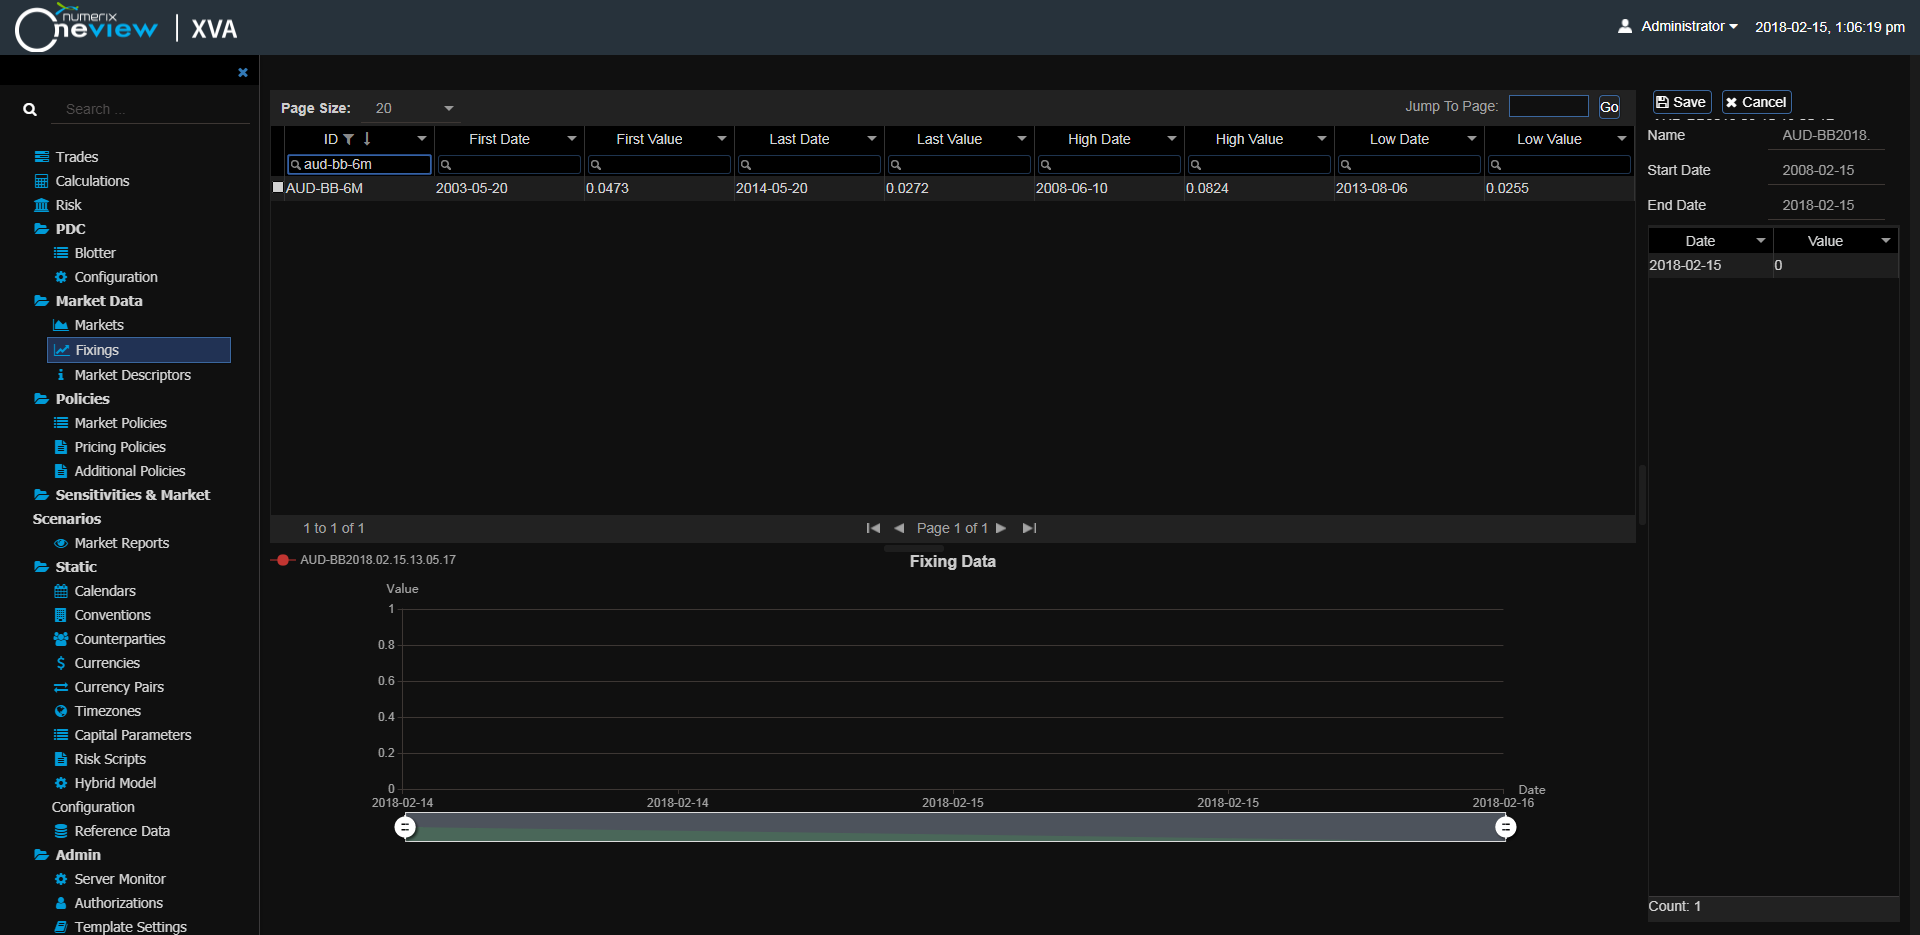 numerix
Oneview | XVA
Administrator
2018-02-15, 1:06:19 pm
Search ...
Trades
Calculations
Risk
PDC
Blotter
Configuration
Market Data
Markets
Fixings
Market Descriptors
Policies
Market Policies
Pricing Policies
Additional Policies
Sensitivities & Market
Scenarios
Market Reports
Static
Calendars
Conventions
Counterparties
Currencies
Currency Pairs
Timezones
Capital Parameters
Risk Scripts
Hybrid Model
Configuration
Reference Data
Admin
Server Monitor
Authorizations
Template Settings
Page Size: 20
Jump To Page: Go
ID First Date First Value Last Date Last Value High Date High Value Low Date Low Value
aud-bb-6m
AUD-BB-6M 2003-05-20 0.0473 2014-05-20 0.0272 2008-06-10 0.0824 2013-08-06 0.0255
1 to 1 of 1
Page 1 of 1
AUD-BB2018.02.15.13.05.17
Fixing Data
Value
1
0.8
0.6
0.4
0.2
0
Date
2018-02-14 2018-02-14 2018-02-15 2018-02-15 2018-02-16
Save Cancel
Name AUD-BB2018.
Start Date 2008-02-15
End Date 2018-02-15
Date Value
2018-02-15 0
Count: 1